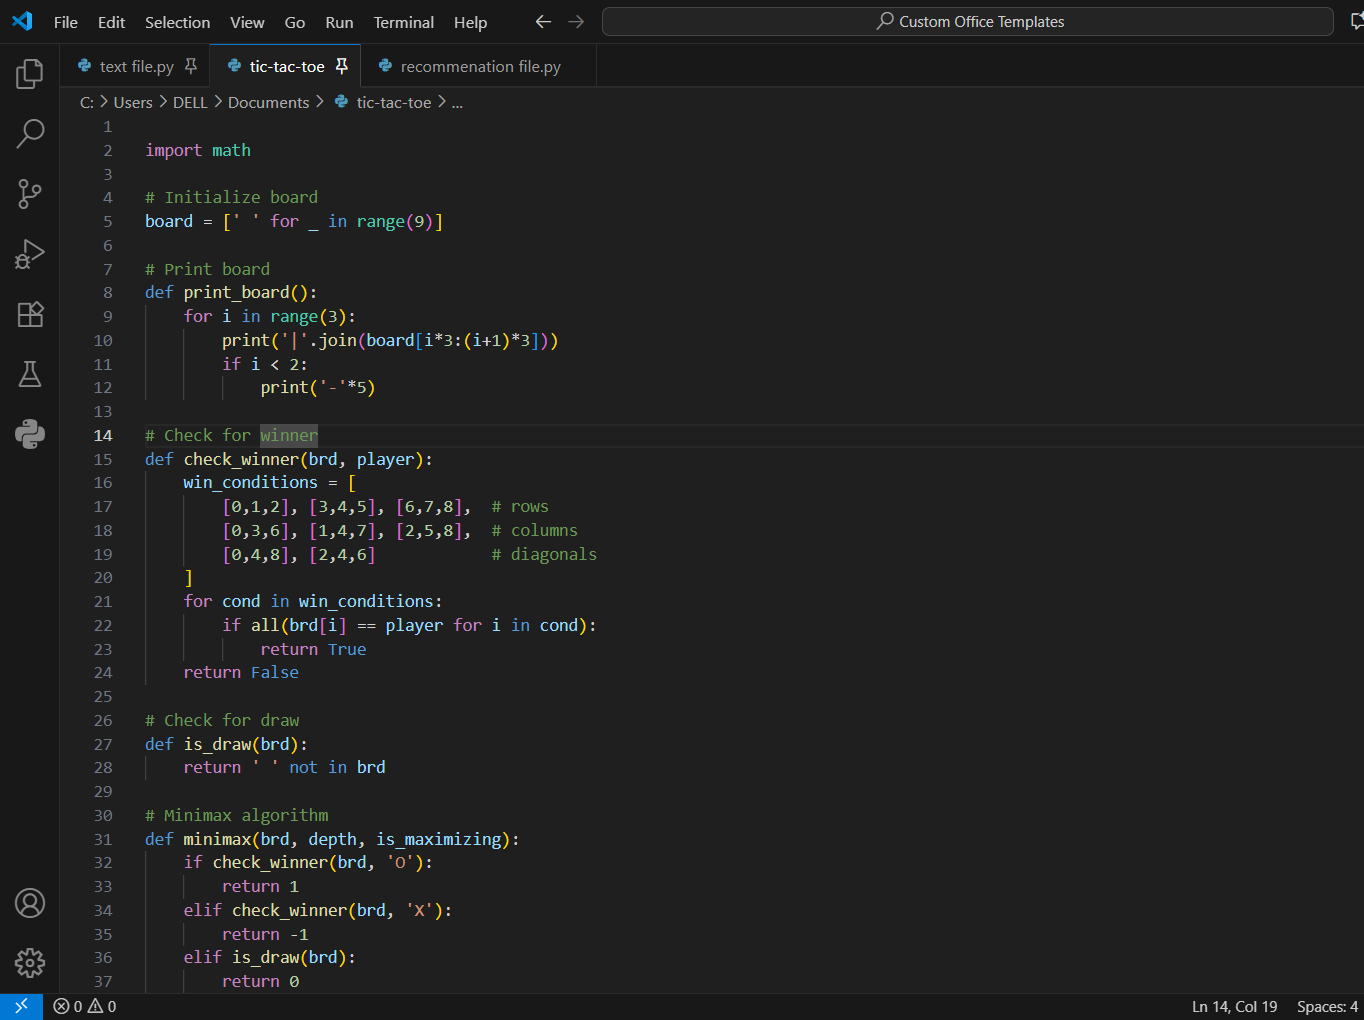 File Edit Selection View Go Run Terminal Help Custom Office Templates
text file.py tic-tac-toe recommenation file.py
C: > Users > DELL > Documents > tic-tac-toe > ...
1
2 import math
3
4 # Initialize board
5 board = [' ' for _ in range(9)]
6
7 # Print board
8 def print_board():
9     for i in range(3):
10         print('|'.join(board[i*3:(i+1)*3]))
11         if i < 2:
12             print('-'*5)
13
14 # Check for winner
15 def check_winner(brd, player):
16     win_conditions = [
17         [0,1,2], [3,4,5], [6,7,8],  # rows
18         [0,3,6], [1,4,7], [2,5,8],  # columns
19         [0,4,8], [2,4,6]            # diagonals
20     ]
21     for cond in win_conditions:
22         if all(brd[i] == player for i in cond):
23             return True
24     return False
25
26 # Check for draw
27 def is_draw(brd):
28     return ' ' not in brd
29
30 # Minimax algorithm
31 def minimax(brd, depth, is_maximizing):
32     if check_winner(brd, 'O'):
33         return 1
34     elif check_winner(brd, 'X'):
35         return -1
36     elif is_draw(brd):
37         return 0
0 0 Ln 14, Col 19 Spaces: 4